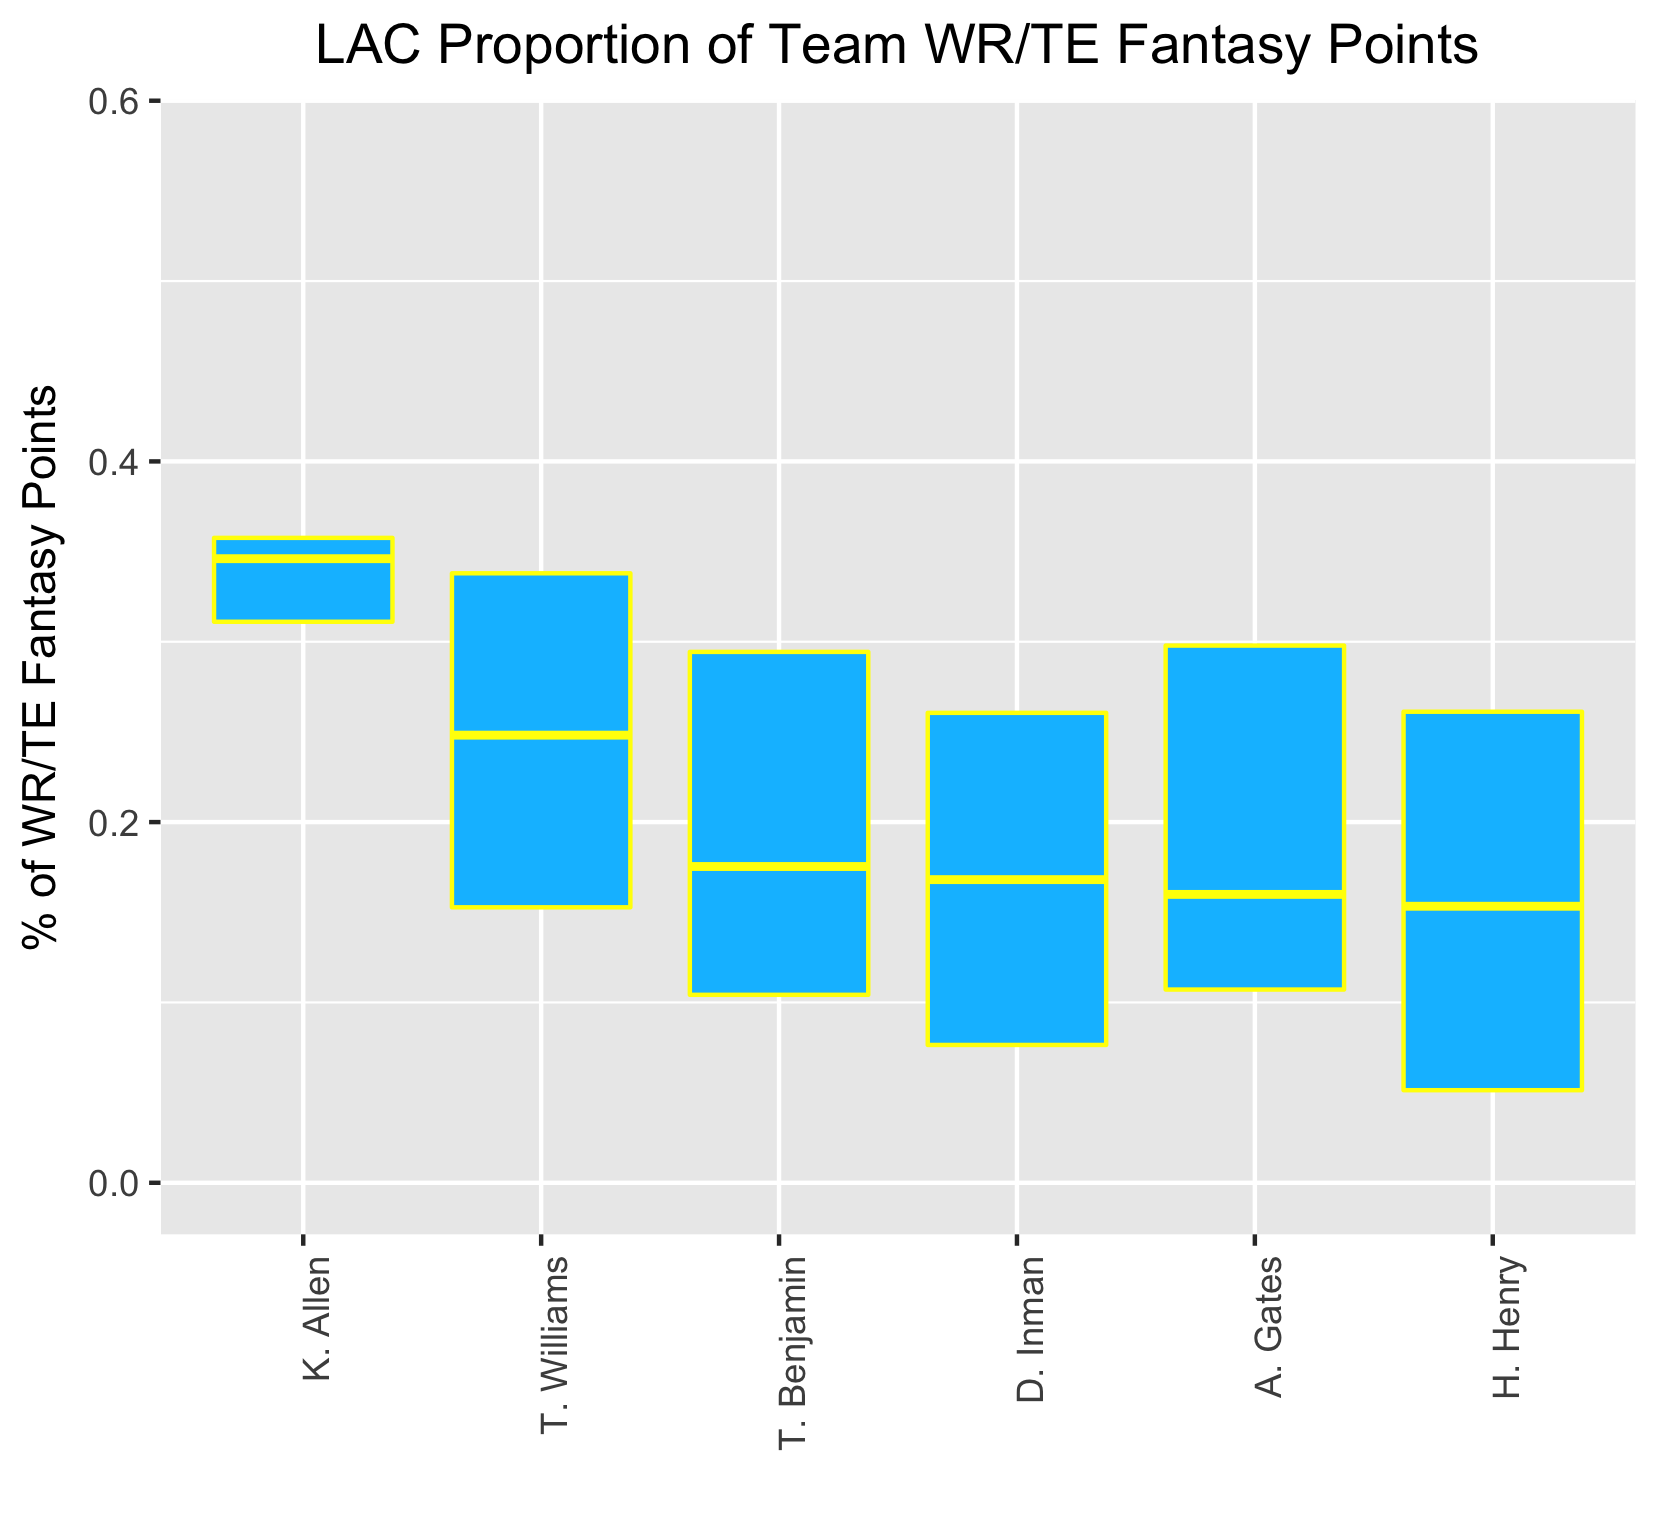 LAC Proportion of Team WR/TE Fantasy Points
% of WR/TE Fantasy Points
0.6
0.4
0.2
0.0
K. Allen
T. Williams
T. Benjamin
D. Inman
A. Gates
H. Henry